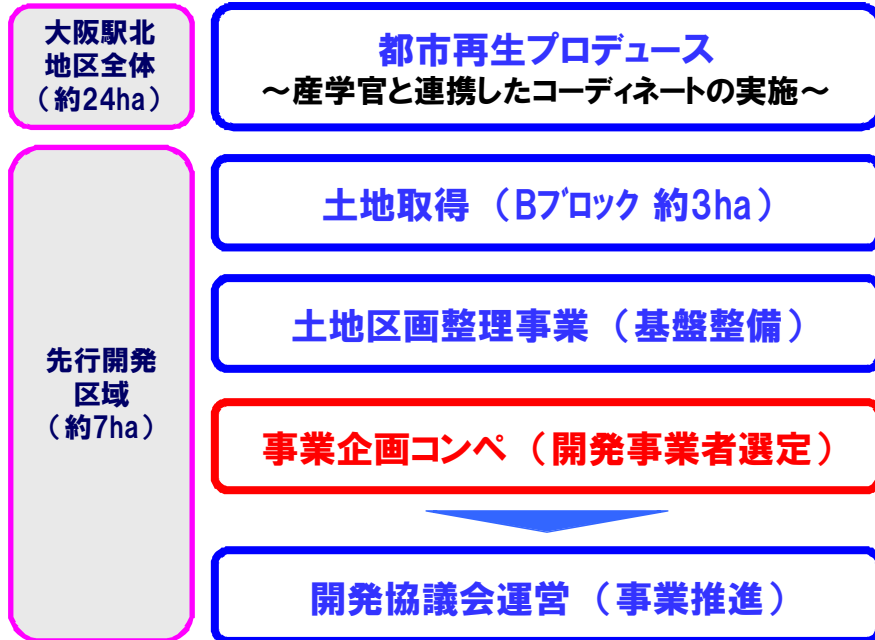 大阪駅北
地区全体
（約24ha）
都市再生プロデュース
～産学官と連携したコーディネートの実施～
先行開発
区域
（約7ha）
土地取得（Bﾌﾞﾛｯｸ 約3ha）
土地区画整理事業（基盤整備）
事業企画コンペ（開発事業者選定）
開発協議会運営（事業推進）